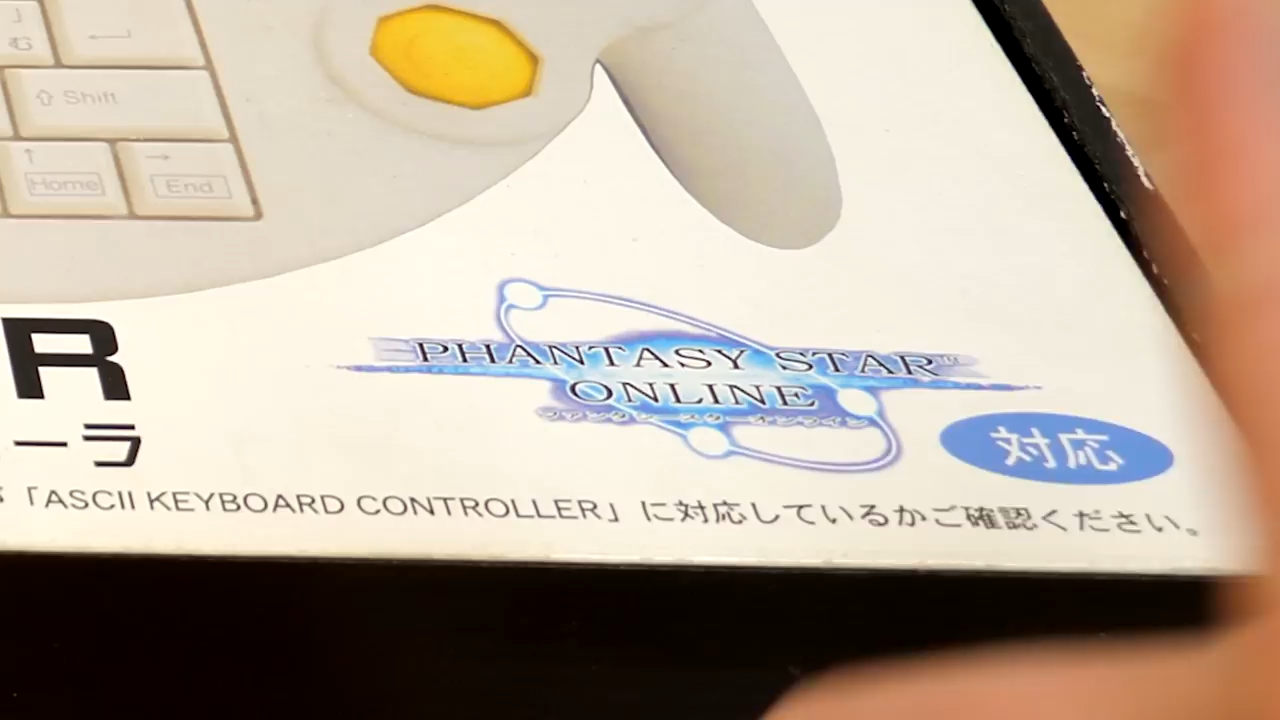 」
む
Shift
Home
End
R
ーラ
PHANTASY STAR™
ONLINE
ファンタシースターオンライン
対応
「ASCII KEYBOARD CONTROLLER」に対応しているかご確認ください。